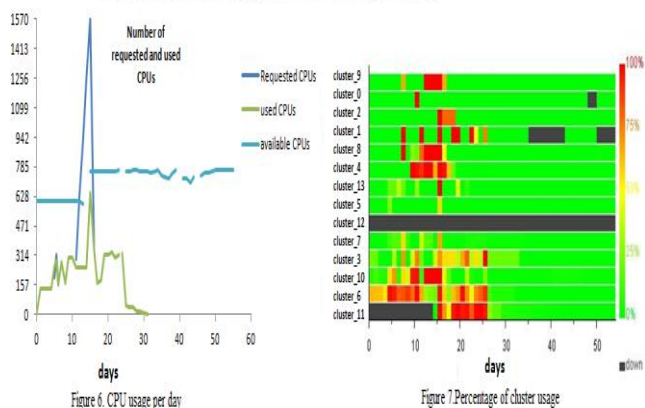 Number of
requested and used
CPUs
1570
1413
1256
1099
942
785
628
471
314
157
0
0 10 20 30 40 50 60
days
Requested CPUs
used CPUs
available CPUs
Figure 6. CPU usage per day
cluster_9
cluster_0
cluster_2
cluster_1
cluster_8
cluster_4
cluster_13
cluster_5
cluster_12
cluster_7
cluster_3
cluster_10
cluster_6
cluster_11
0 10 20 30 40 50
days
100%
75%
50%
25%
0%
down
Figure 7.Percentage of cluster usage